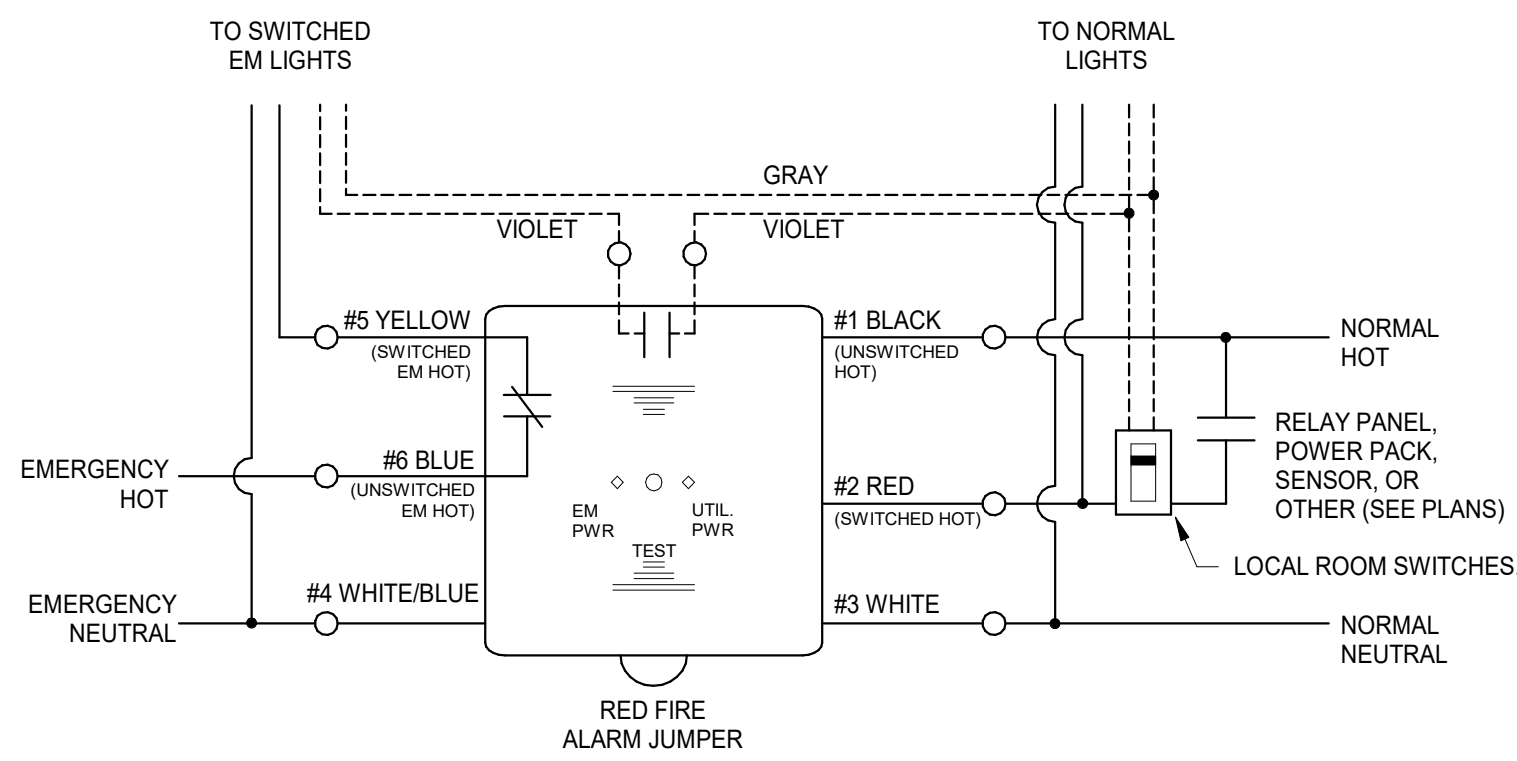 TO SWITCHED
EM LIGHTS
TO NORMAL
LIGHTS
GRAY
VIOLET
VIOLET
#5 YELLOW
(SWITCHED
EM HOT)
#1 BLACK
(UNSWITCHED
HOT)
NORMAL
HOT
RELAY PANEL,
POWER PACK,
SENSOR, OR
OTHER (SEE PLANS)
EMERGENCY
HOT
#6 BLUE
(UNSWITCHED
EM HOT)
#2 RED
(SWITCHED HOT)
EM
PWR
UTIL.
PWR
TEST
LOCAL ROOM SWITCHES.
EMERGENCY
NEUTRAL
#4 WHITE/BLUE
#3 WHITE
NORMAL
NEUTRAL
RED FIRE
ALARM JUMPER